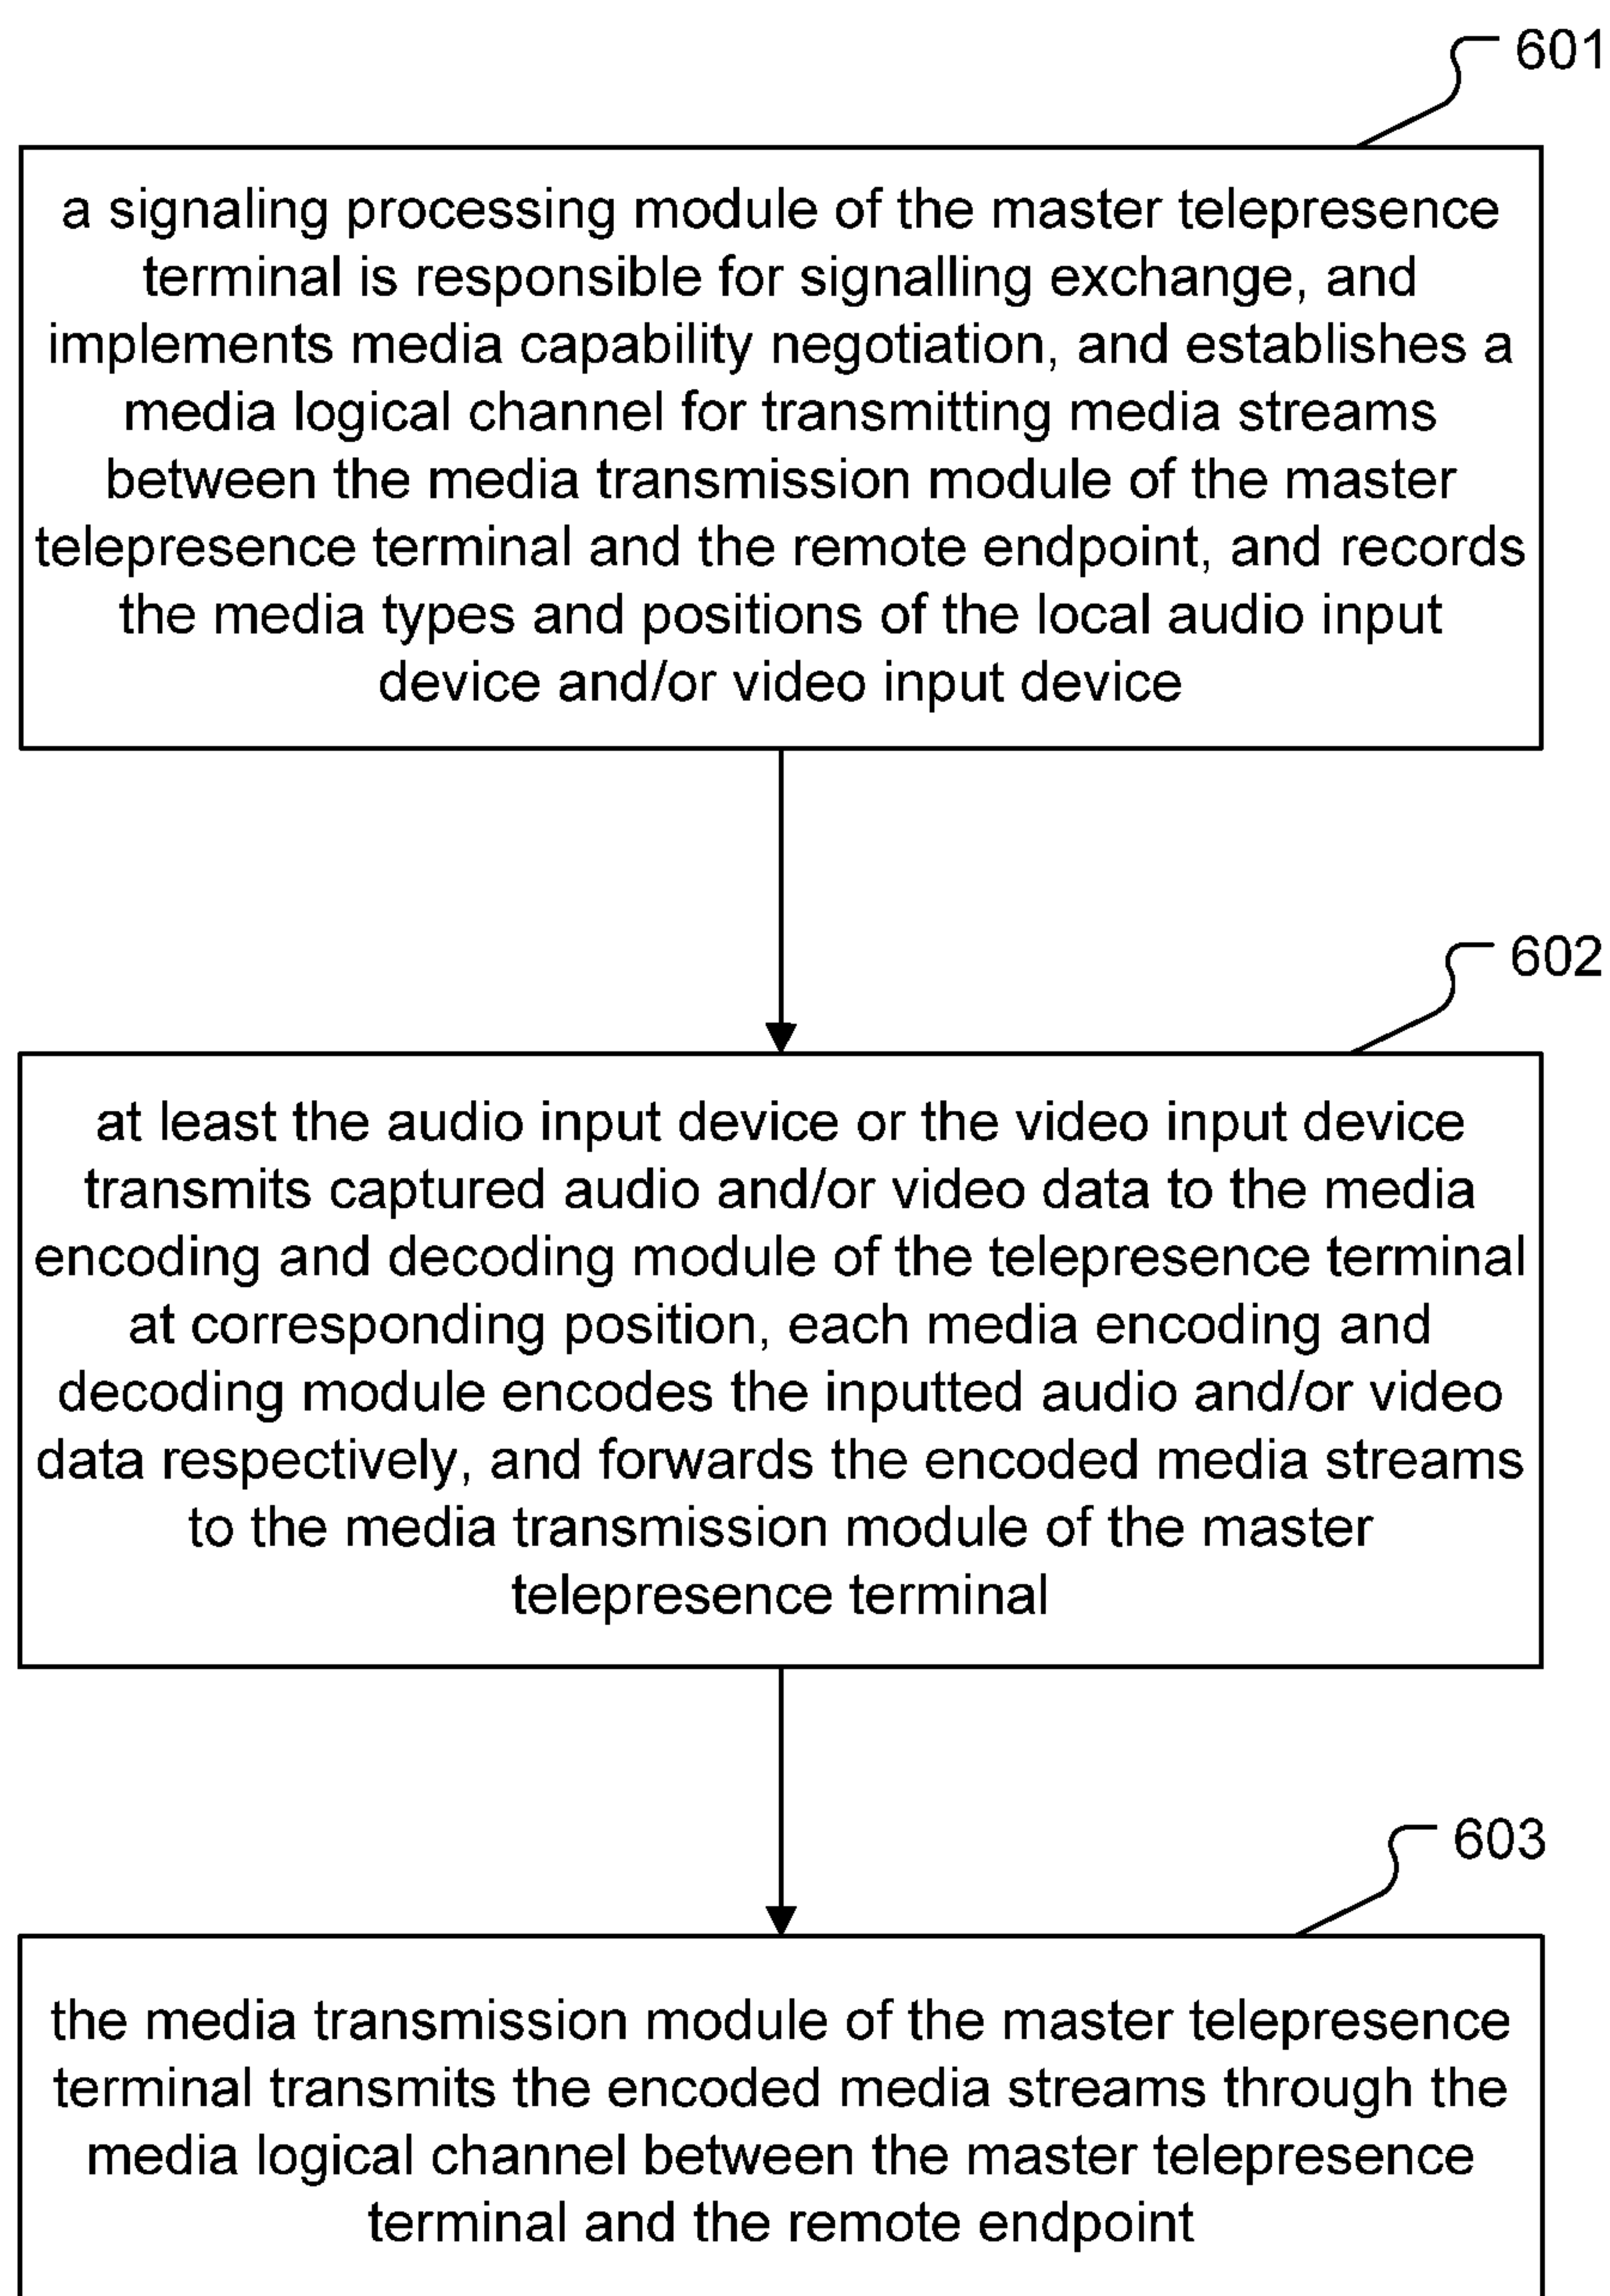 601
a signaling processing module of the master telepresence
terminal is responsible for signalling exchange, and
implements media capability negotiation, and establishes a
media logical channel for transmitting media streams
between the media transmission module of the master
telepresence terminal and the remote endpoint, and records
the media types and positions of the local audio input
device and/or video input device
602
at least the audio input device or the video input device
transmits captured audio and/or video data to the media
encoding and decoding module of the telepresence terminal
at corresponding position, each media encoding and
decoding module encodes the inputted audio and/or video
data respectively, and forwards the encoded media streams
to the media transmission module of the master
telepresence terminal
603
the media transmission module of the master telepresence
terminal transmits the encoded media streams through the
media logical channel between the master telepresence
terminal and the remote endpoint